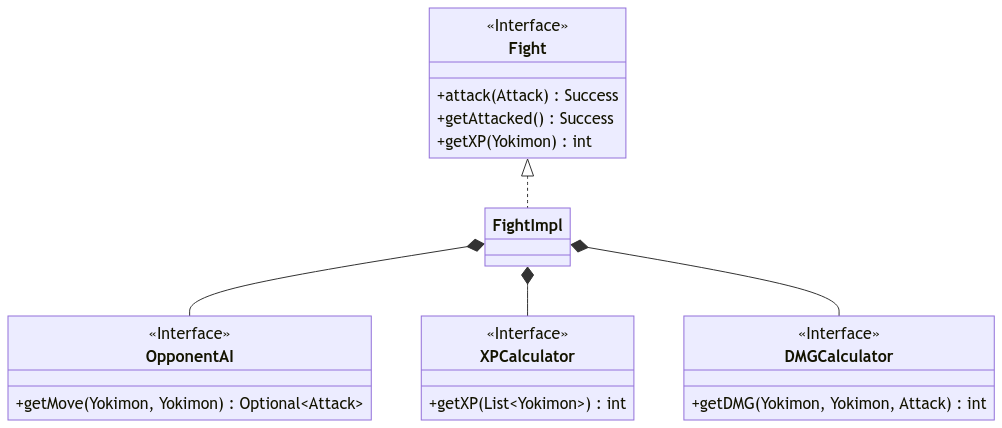 «Interface»
Fight
+attack(Attack) : Success
+getAttacked() : Success
+getXP(Yokimon) : int
FightImpl
«Interface»
OpponentAI
+getMove(Yokimon, Yokimon) : Optional<Attack>
«Interface»
XPCalculator
+getXP(List<Yokimon>) : int
«Interface»
DMGCalculator
+getDMG(Yokimon, Yokimon, Attack) : int